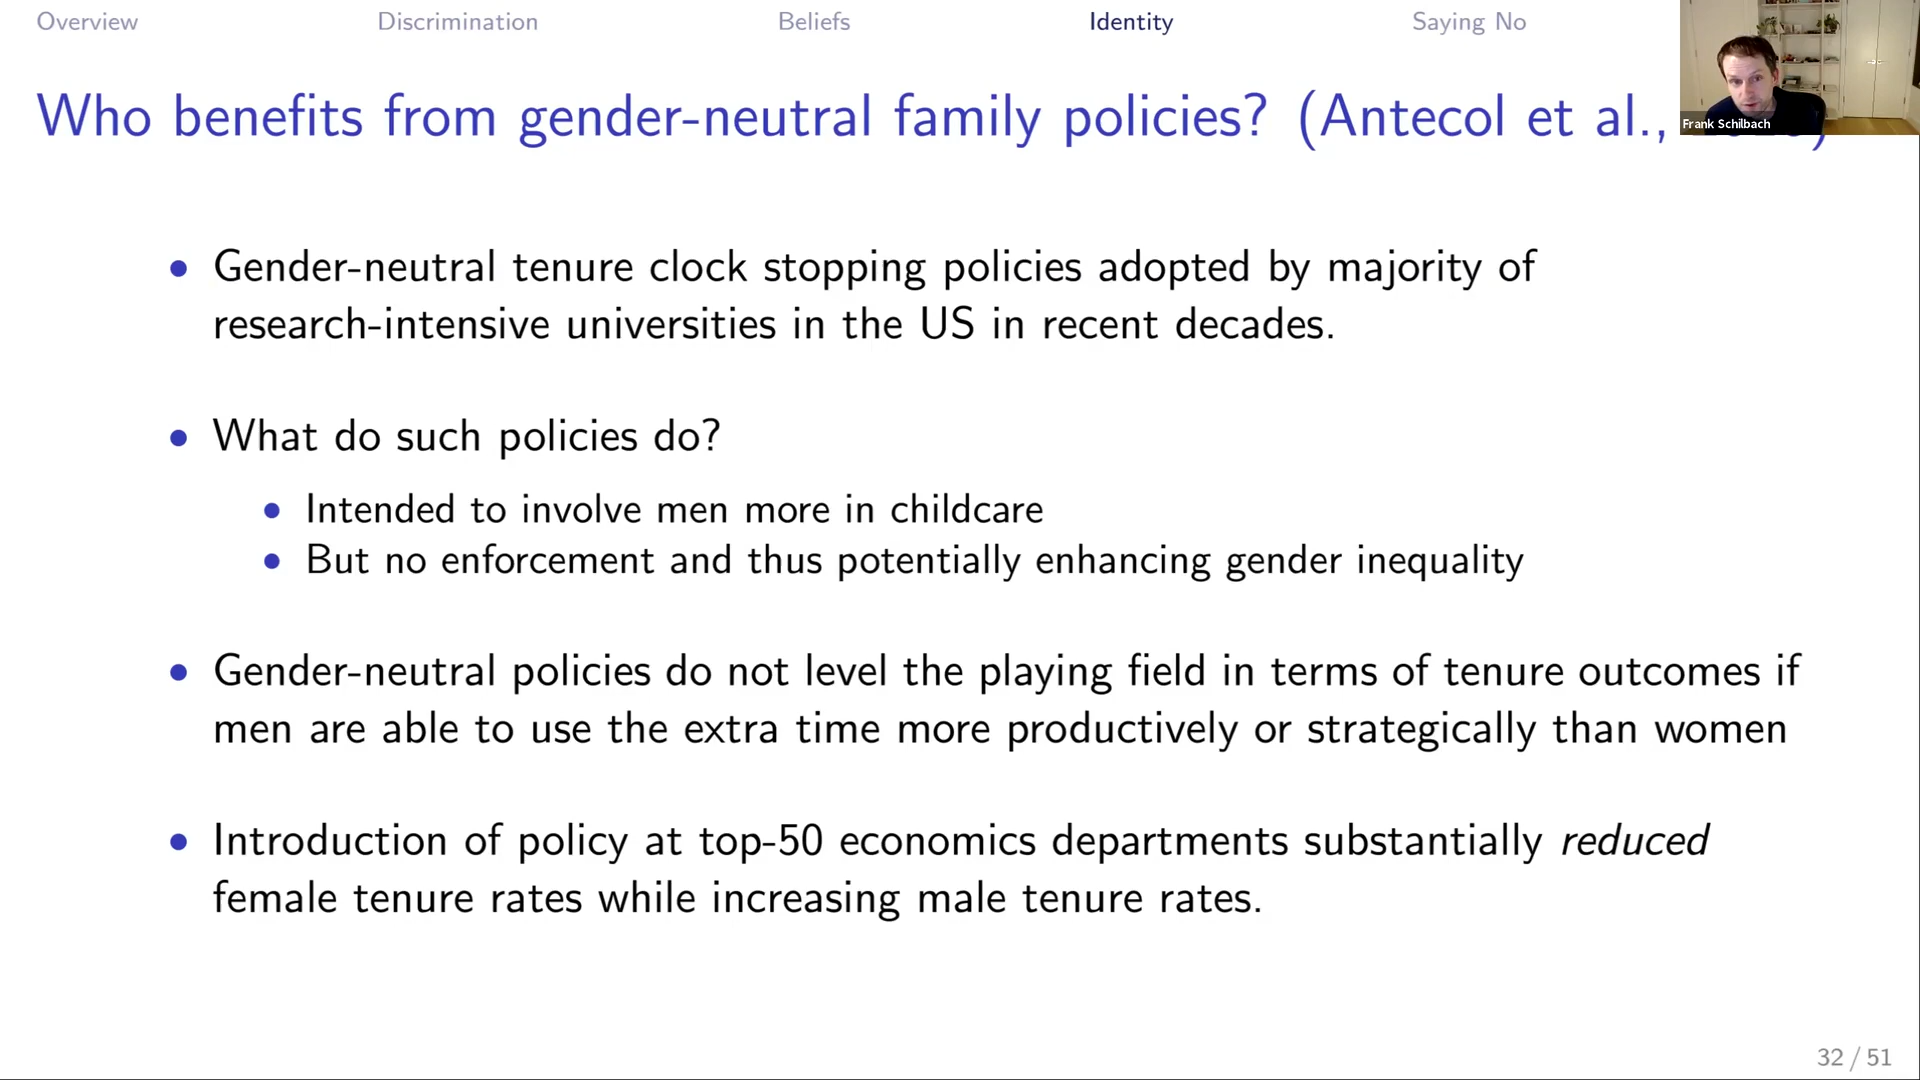 Overview Discrimination Beliefs Identity Saying No
Who benefits from gender-neutral family policies? (Antecol et al.,
Frank Schilbach
• Gender-neutral tenure clock stopping policies adopted by majority of
research-intensive universities in the US in recent decades.
• What do such policies do?
• Intended to involve men more in childcare
• But no enforcement and thus potentially enhancing gender inequality
• Gender-neutral policies do not level the playing field in terms of tenure outcomes if
men are able to use the extra time more productively or strategically than women
• Introduction of policy at top-50 economics departments substantially reduced
female tenure rates while increasing male tenure rates.
32 / 51